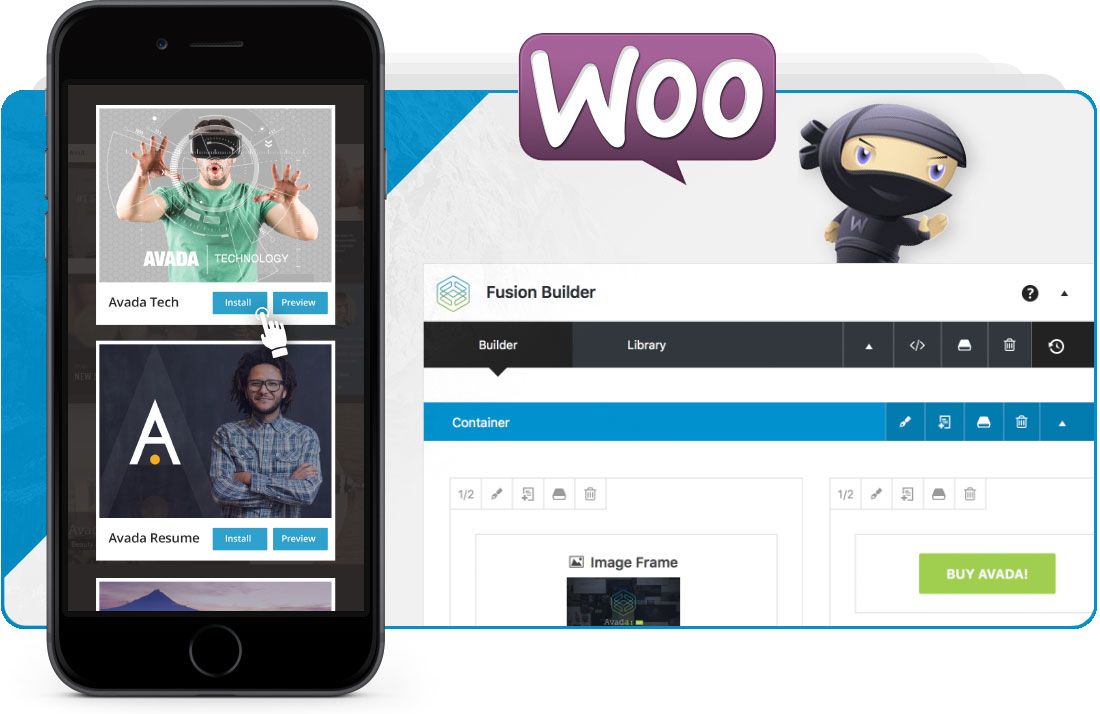 AVADA TECHNOLOGY
Avada Tech Install Preview
A
Avada Resume Install Preview
Woo
W
Fusion Builder ?
Builder Library </>
Container
1/2
Image Frame
Avada
1/2
BUY AVADA!